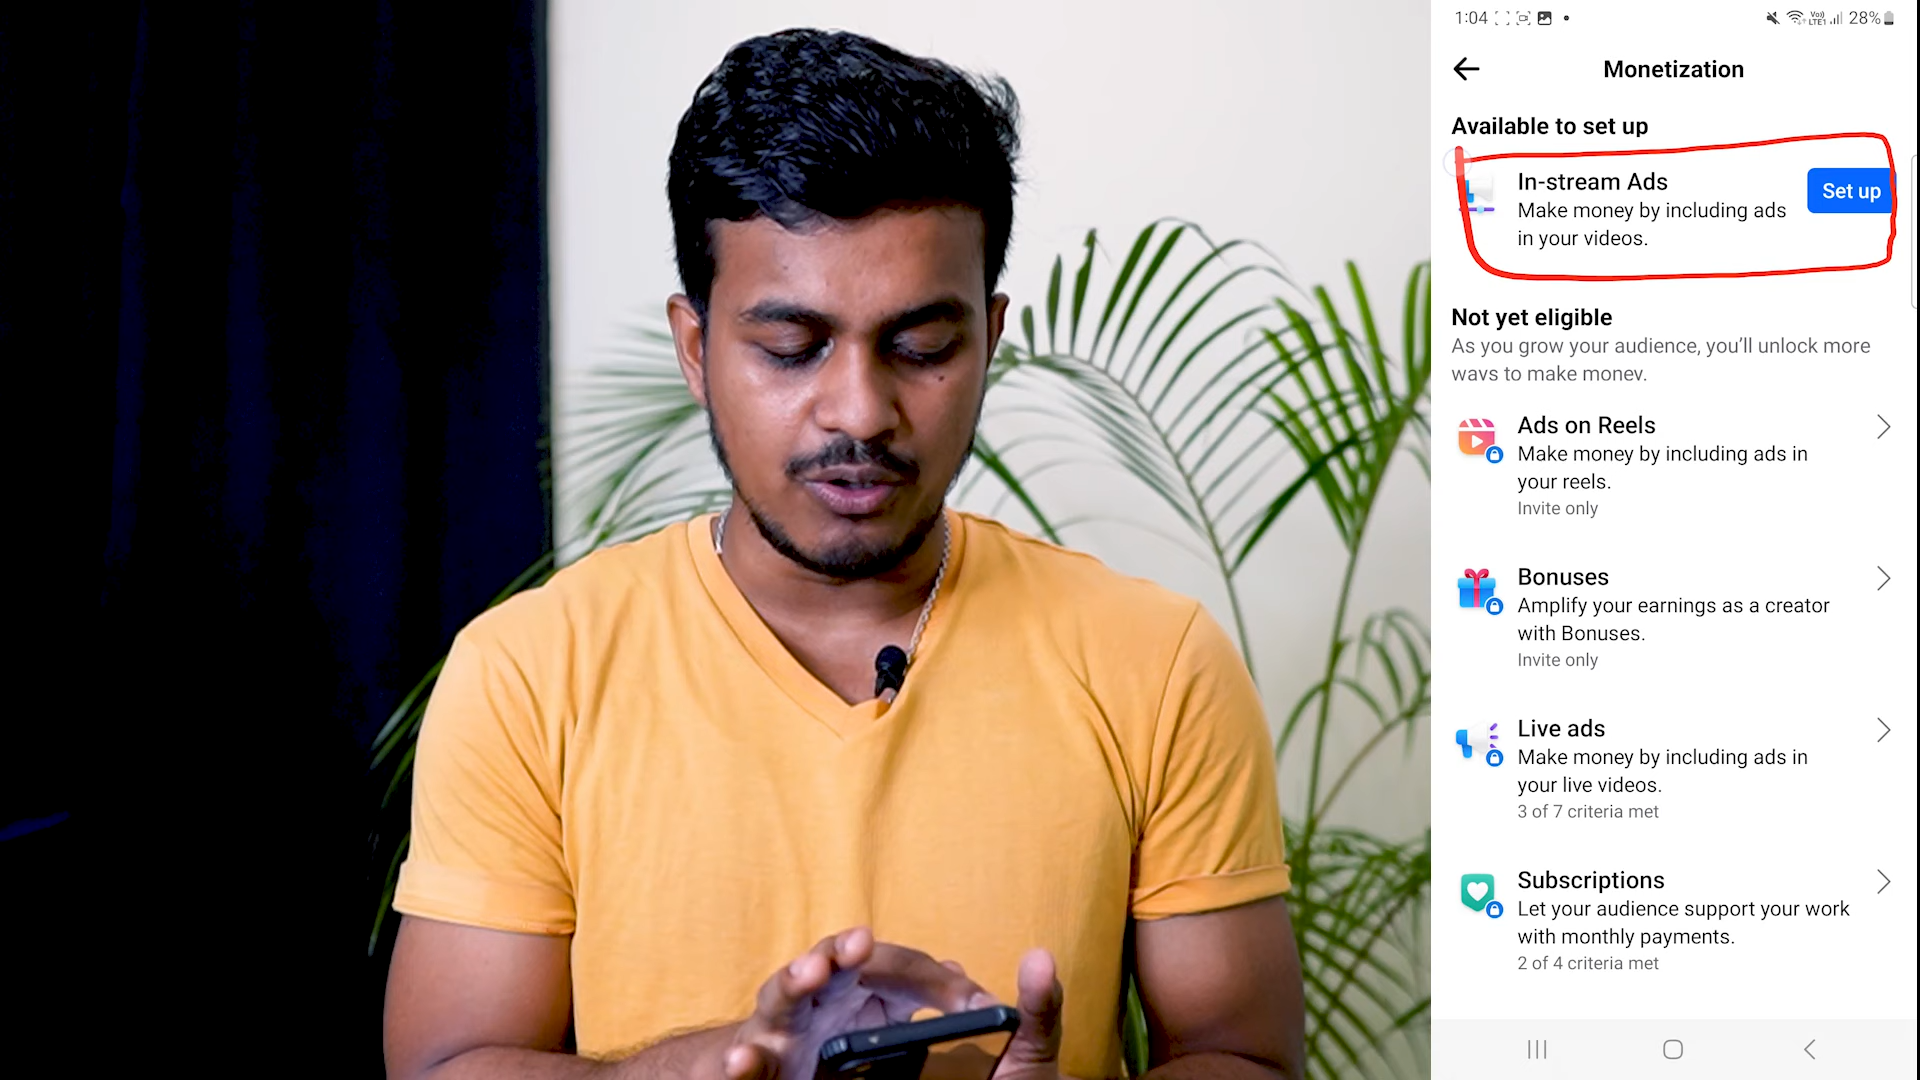 1:04
Vo)) LTE1 28%
Monetization
Available to set up
In-stream Ads
Set up
Make money by including ads
in your videos.
Not yet eligible
As you grow your audience, you'll unlock more
ways to make money.
Ads on Reels
Make money by including ads in
your reels.
Invite only
Bonuses
Amplify your earnings as a creator
with Bonuses.
Invite only
Live ads
Make money by including ads in
your live videos.
3 of 7 criteria met
Subscriptions
Let your audience support your work
with monthly payments.
2 of 4 criteria met